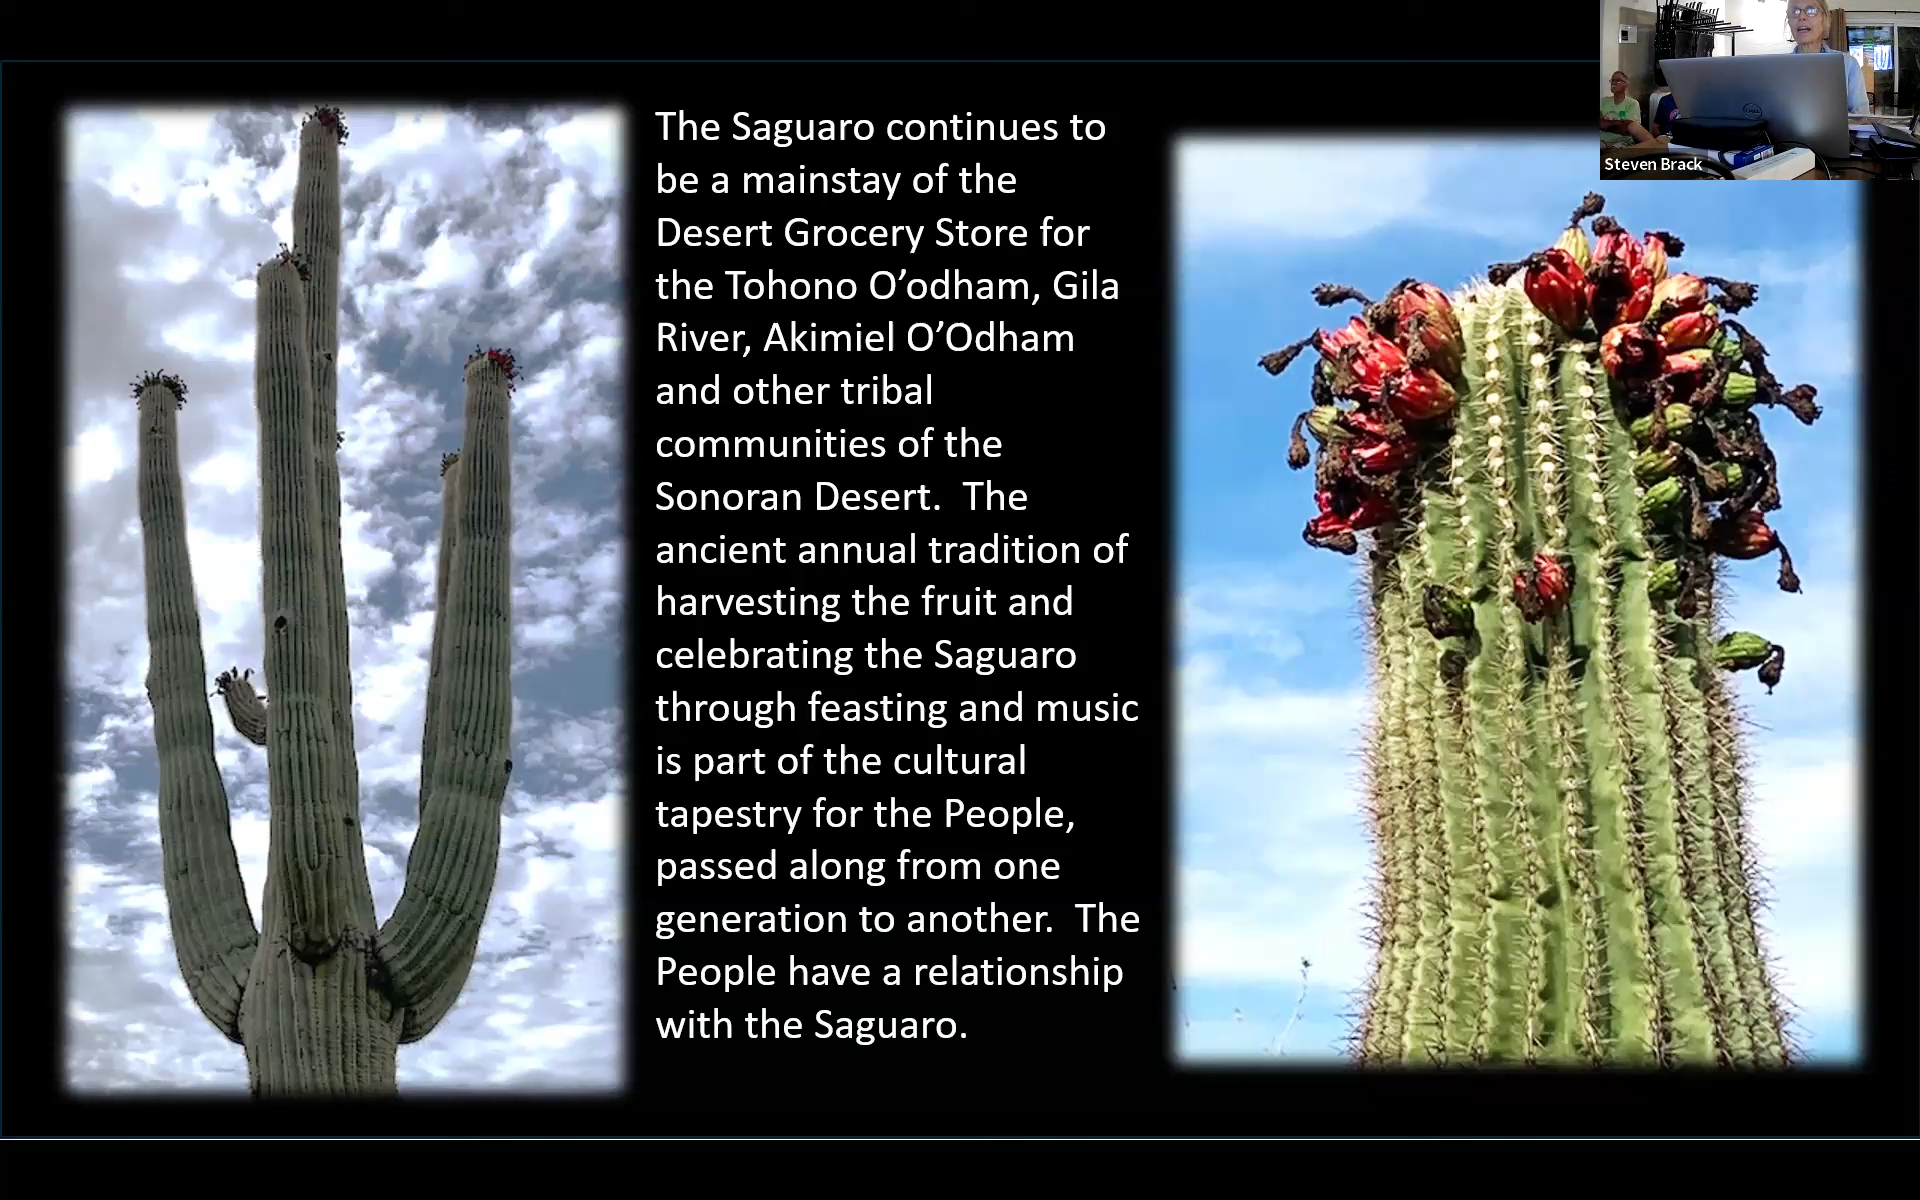 The Saguaro continues to
be a mainstay of the
Desert Grocery Store for
the Tohono O’odham, Gila
River, Akimiel O’Odham
and other tribal
communities of the
Sonoran Desert.  The
ancient annual tradition of
harvesting the fruit and
celebrating the Saguaro
through feasting and music
is part of the cultural
tapestry for the People,
passed along from one
generation to another.  The
People have a relationship
with the Saguaro.
Steven Brack